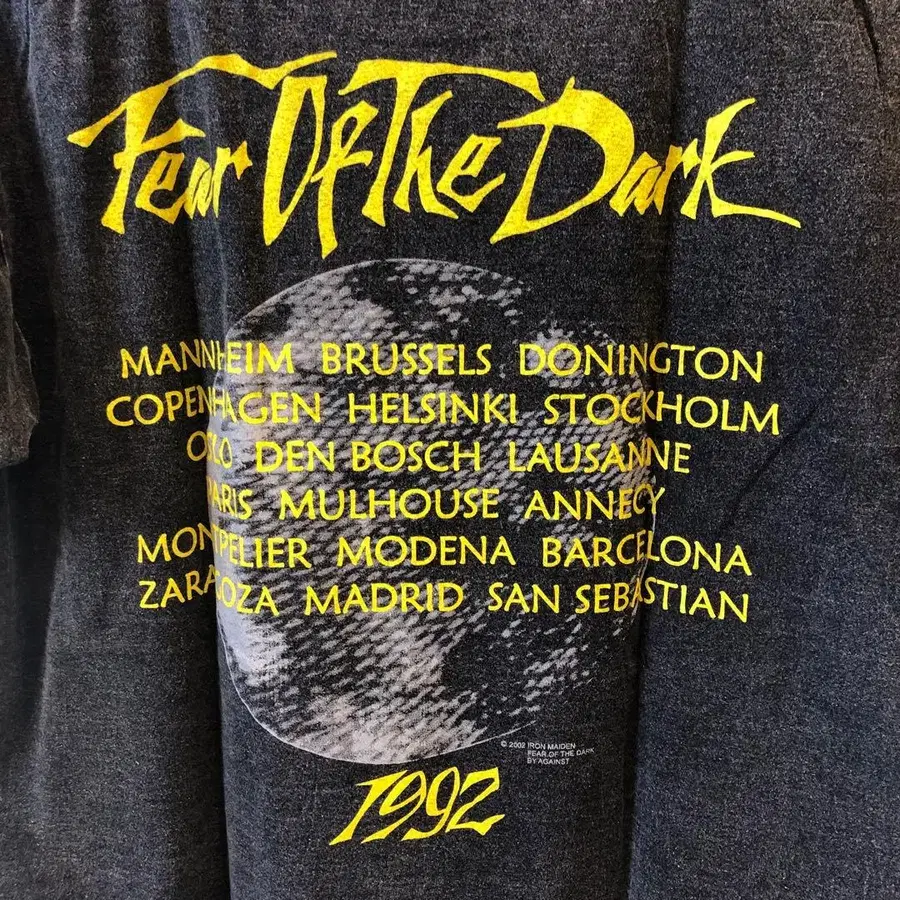 Fear Of The Dark
MANNHEIM BRUSSELS DONINGTON
COPENHAGEN HELSINKI STOCKHOLM
OSLO DEN BOSCH LAUSANNE
PARIS MULHOUSE ANNECY
MONTPELIER MODENA BARCELONA
ZARAGOZA MADRID SAN SEBASTIAN
© 2002 IRON MAIDEN
FEAR OF THE DARK
BY AGAINST
1992